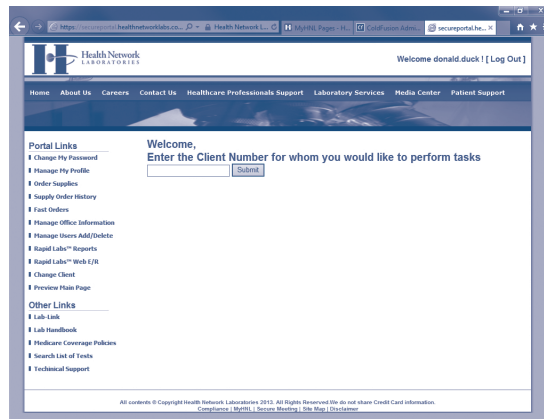 https://secureportal.healthnetworklabs.co...
Health Network L...
MyHNL Pages - H...
ColdFusion Admi...
secureportal.he...
Health Network
LABORATORIES
Welcome donald.duck ! [ Log Out ]
Home About Us Careers Contact Us Healthcare Professionals Support Laboratory Services Media Center Patient Support
Portal Links
Change My Password
Manage My Profile
Order Supplies
Supply Order History
Fast Orders
Manage Office Information
Manage Users Add/Delete
Rapid Labs™ Reports
Rapid Labs™ Web E/R
Change Client
Preview Main Page
Other Links
Lab-Link
Lab Handbook
Medicare Coverage Policies
Search List of Tests
Techinical Support
Welcome,
Enter the Client Number for whom you would like to perform tasks
Submit
All contents © Copyright Health Network Laboratories 2013. All Rights Reserved.We do not share Credit Card information.
Compliance | MyHNL | Secure Meeting | Site Map | Disclaimer